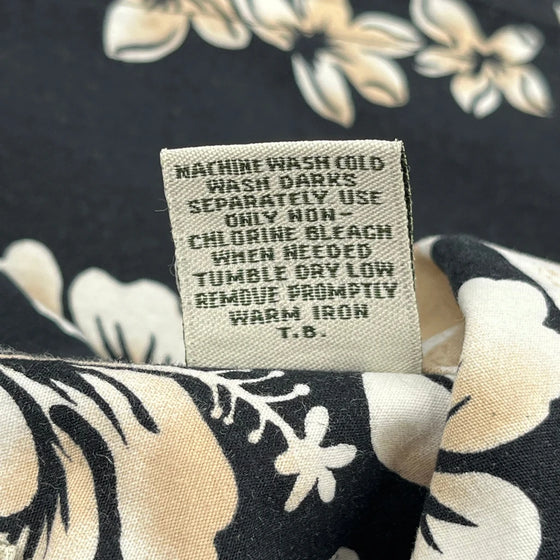 MACHINE WASH COLD
WASH DARKS
SEPARATELY USE
ONLY NON-
CHLORINE BLEACH
WHEN NEEDED
TUMBLE DRY LOW
REMOVE PROMPTLY
WARM IRON
T.B.